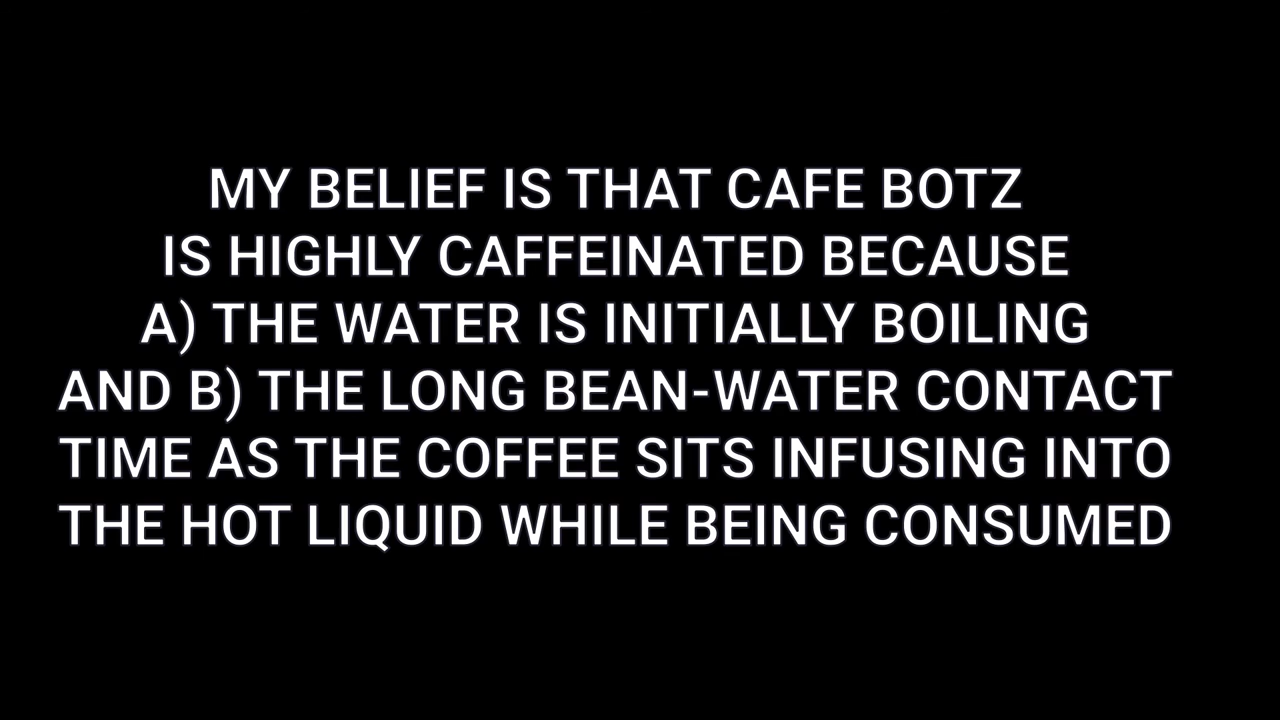 MY BELIEF IS THAT CAFE BOTZ
IS HIGHLY CAFFEINATED BECAUSE
A) THE WATER IS INITIALLY BOILING
AND B) THE LONG BEAN-WATER CONTACT
TIME AS THE COFFEE SITS INFUSING INTO
THE HOT LIQUID WHILE BEING CONSUMED